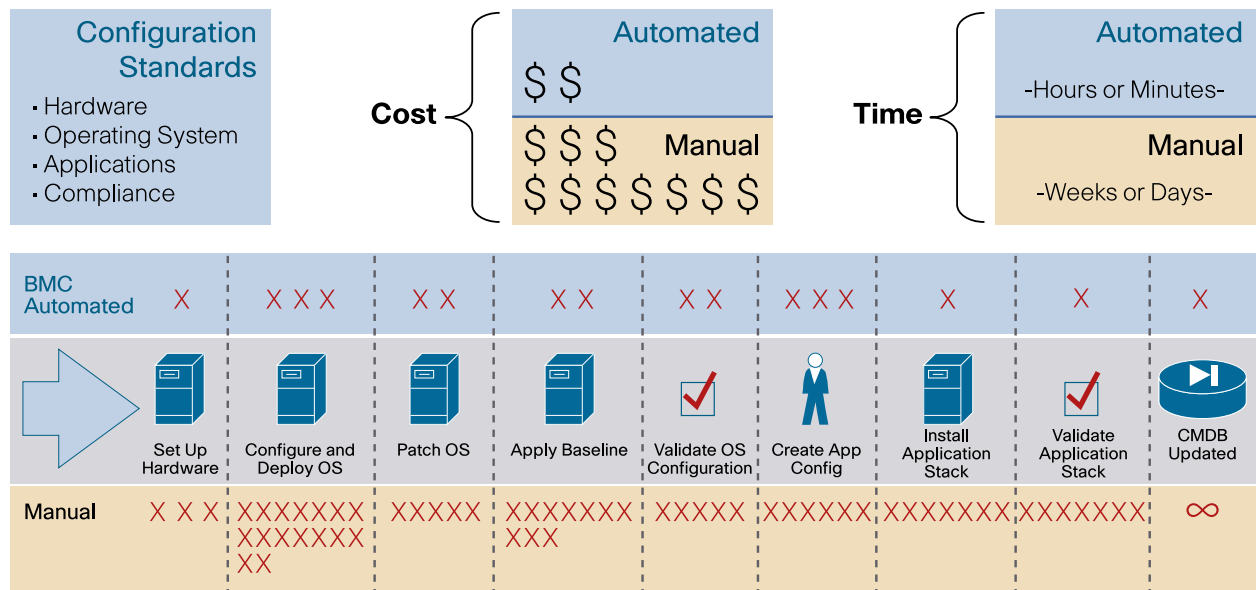 Configuration
Standards
· Hardware
· Operating System
· Applications
· Compliance
Cost
Automated
$ $
$ $ $
Manual
$ $ $ $ $ $ $
Time
Automated
-Hours or Minutes-
Manual
-Weeks or Days-
BMC
Automated
X
X X X
X X
X X
X X
X X X
X
X
X
Set Up
Hardware
Configure and
Deploy OS
Patch OS
Apply Baseline
Validate OS
Configuration
Create App
Config
Install
Application
Stack
Validate
Application
Stack
CMDB
Updated
Manual
X X X
XXXXXXX
XXXXXXX
XX
XXXXX
XXXXXXX
XXX
XXXXX
XXXXXX
XXXXXXX
XXXXXXX
∞